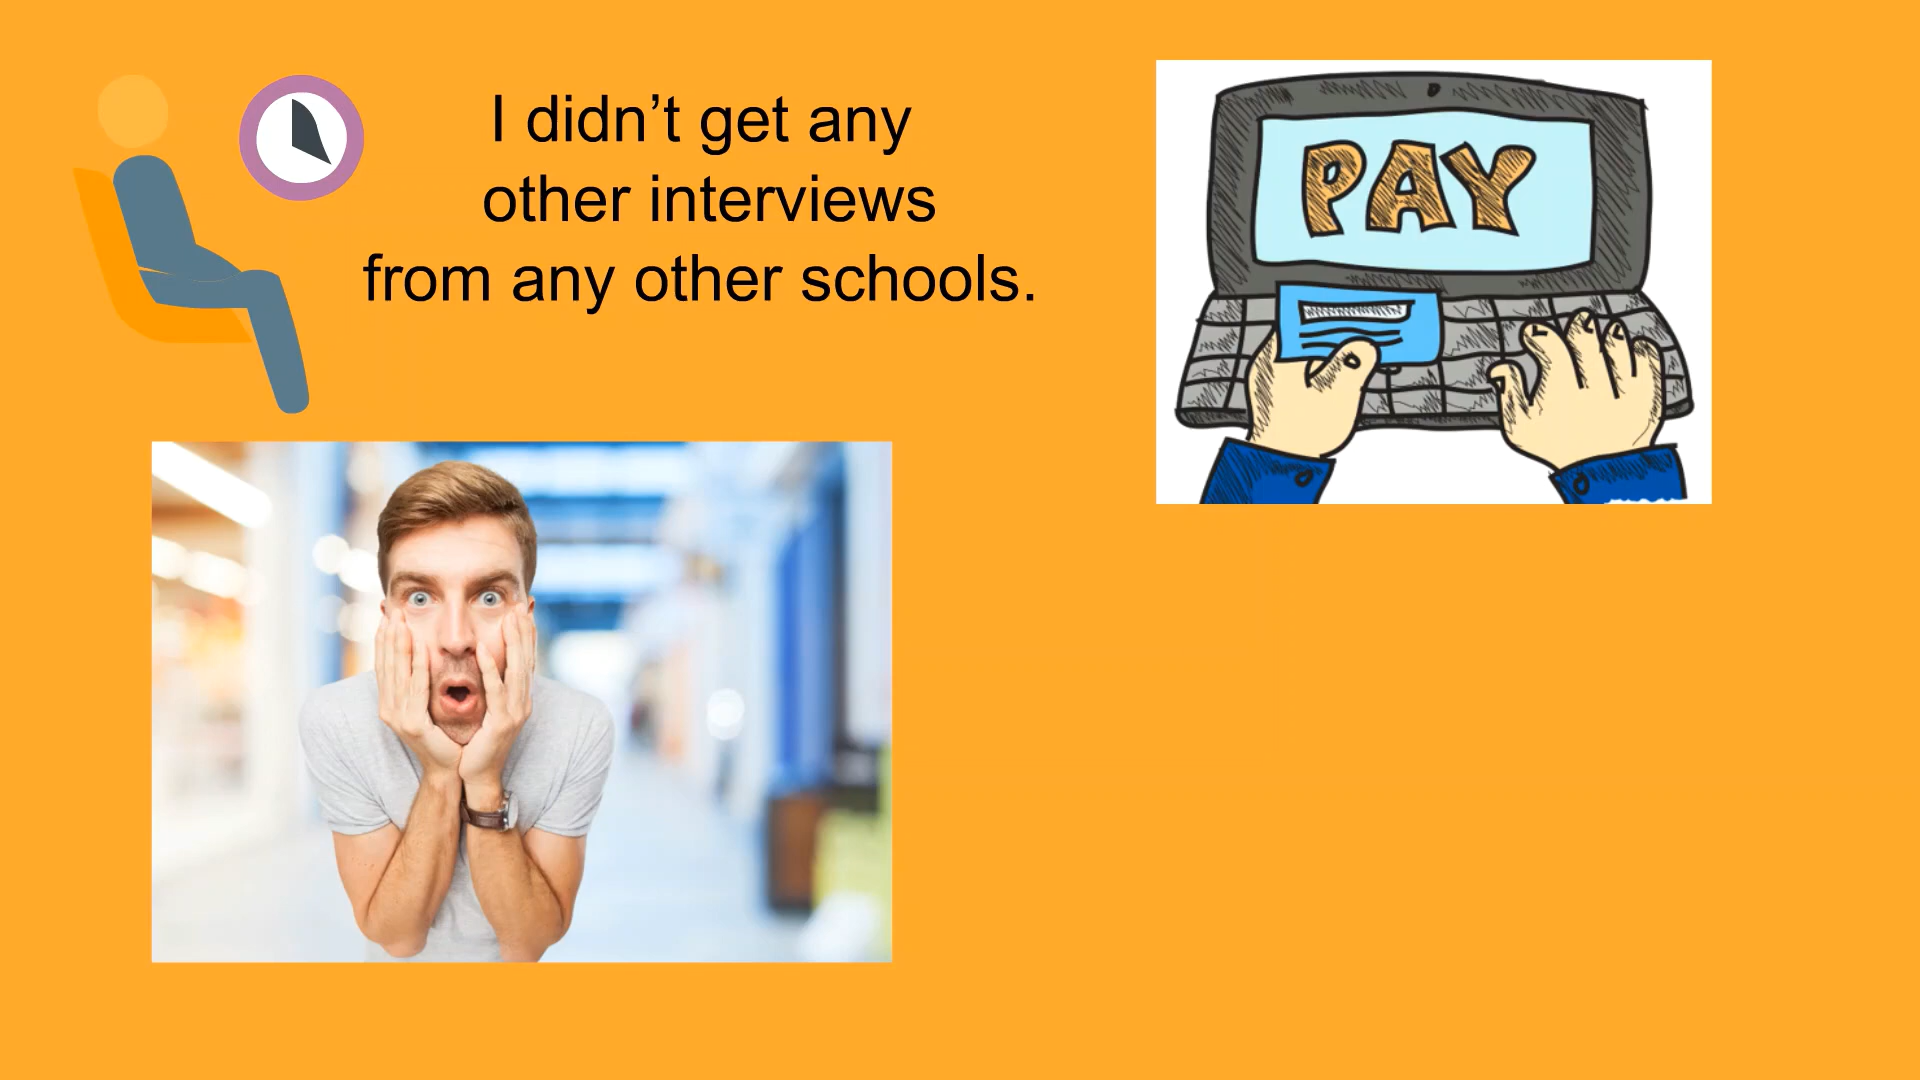 I didn’t get any
other interviews
from any other schools.
PAY